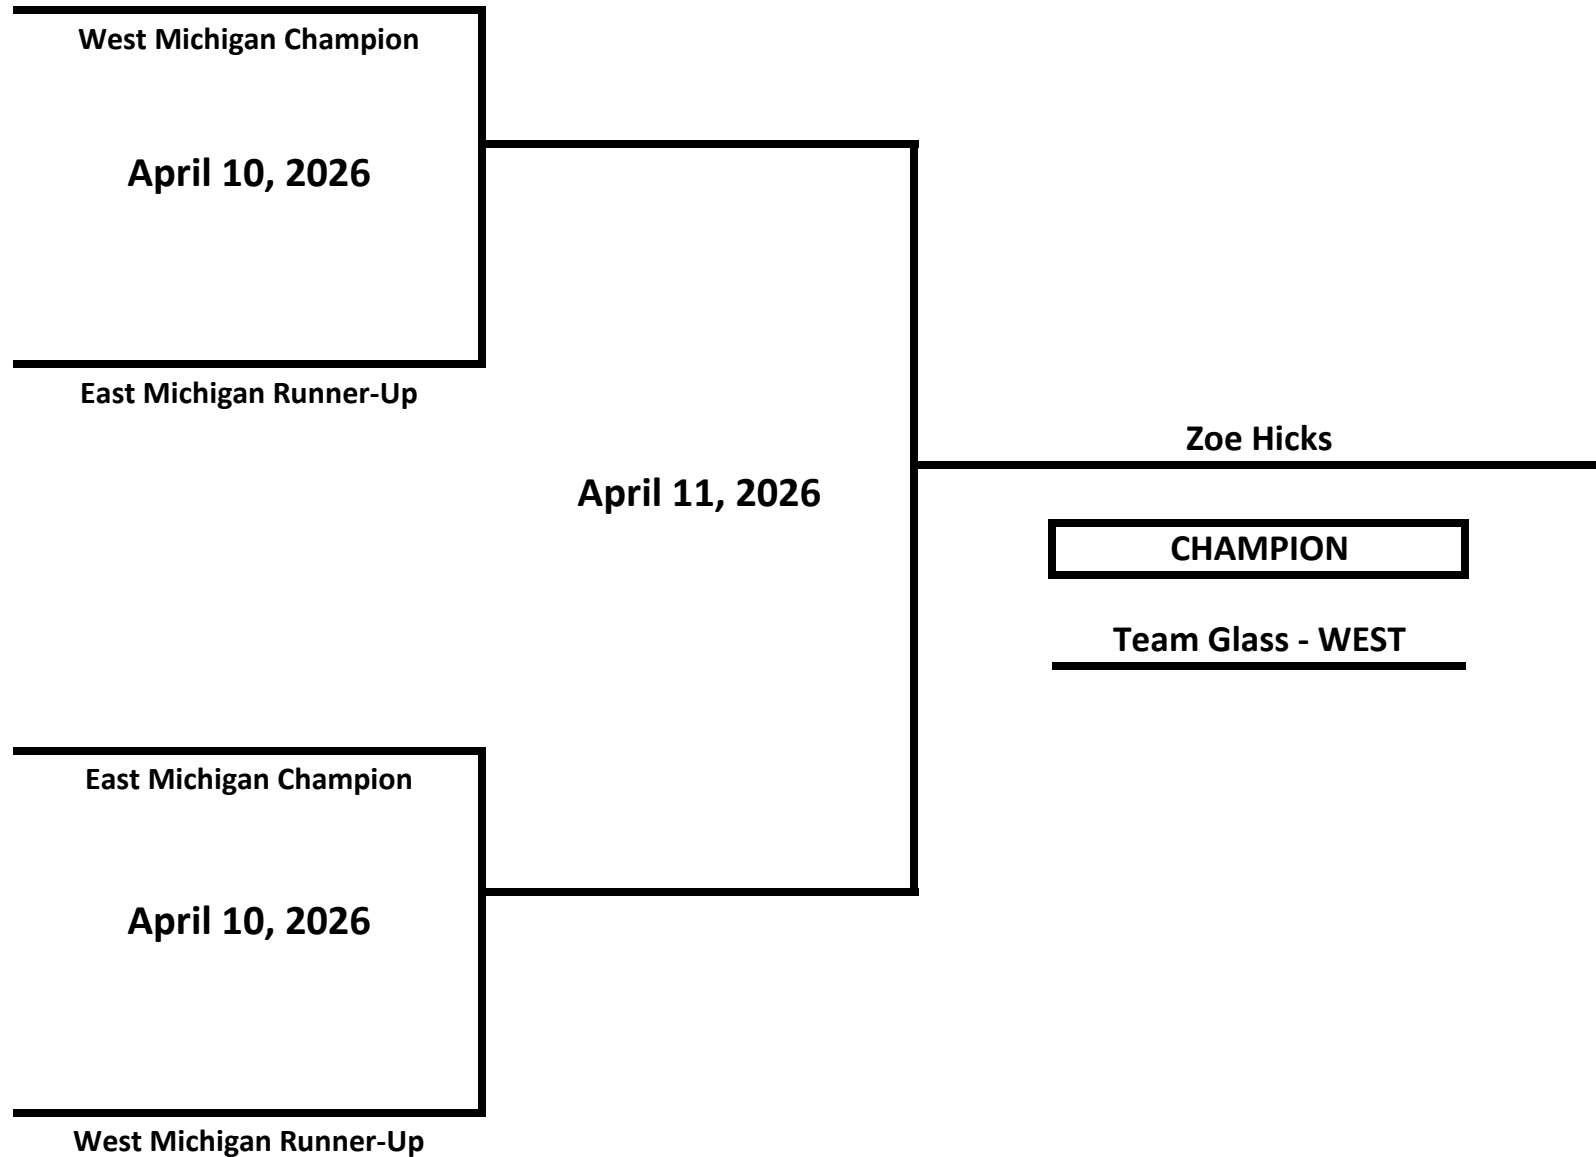 West Michigan Champion
April 10, 2026
East Michigan Runner-Up
Zoe Hicks
April 11, 2026
CHAMPION
Team Glass - WEST
East Michigan Champion
April 10, 2026
West Michigan Runner-Up